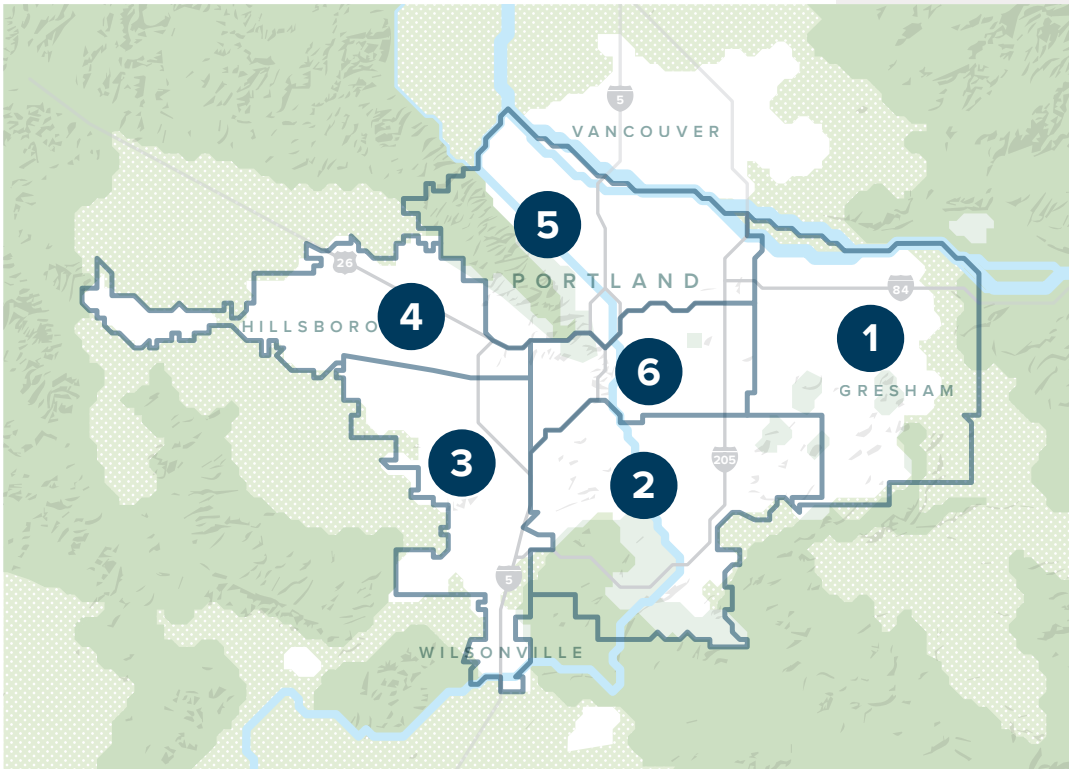 5
VANCOUVER
5
26
PORTLAND
84
HILLSBORO
4
1
6
GRESHAM
3
205
2
5
WILSONVILLE